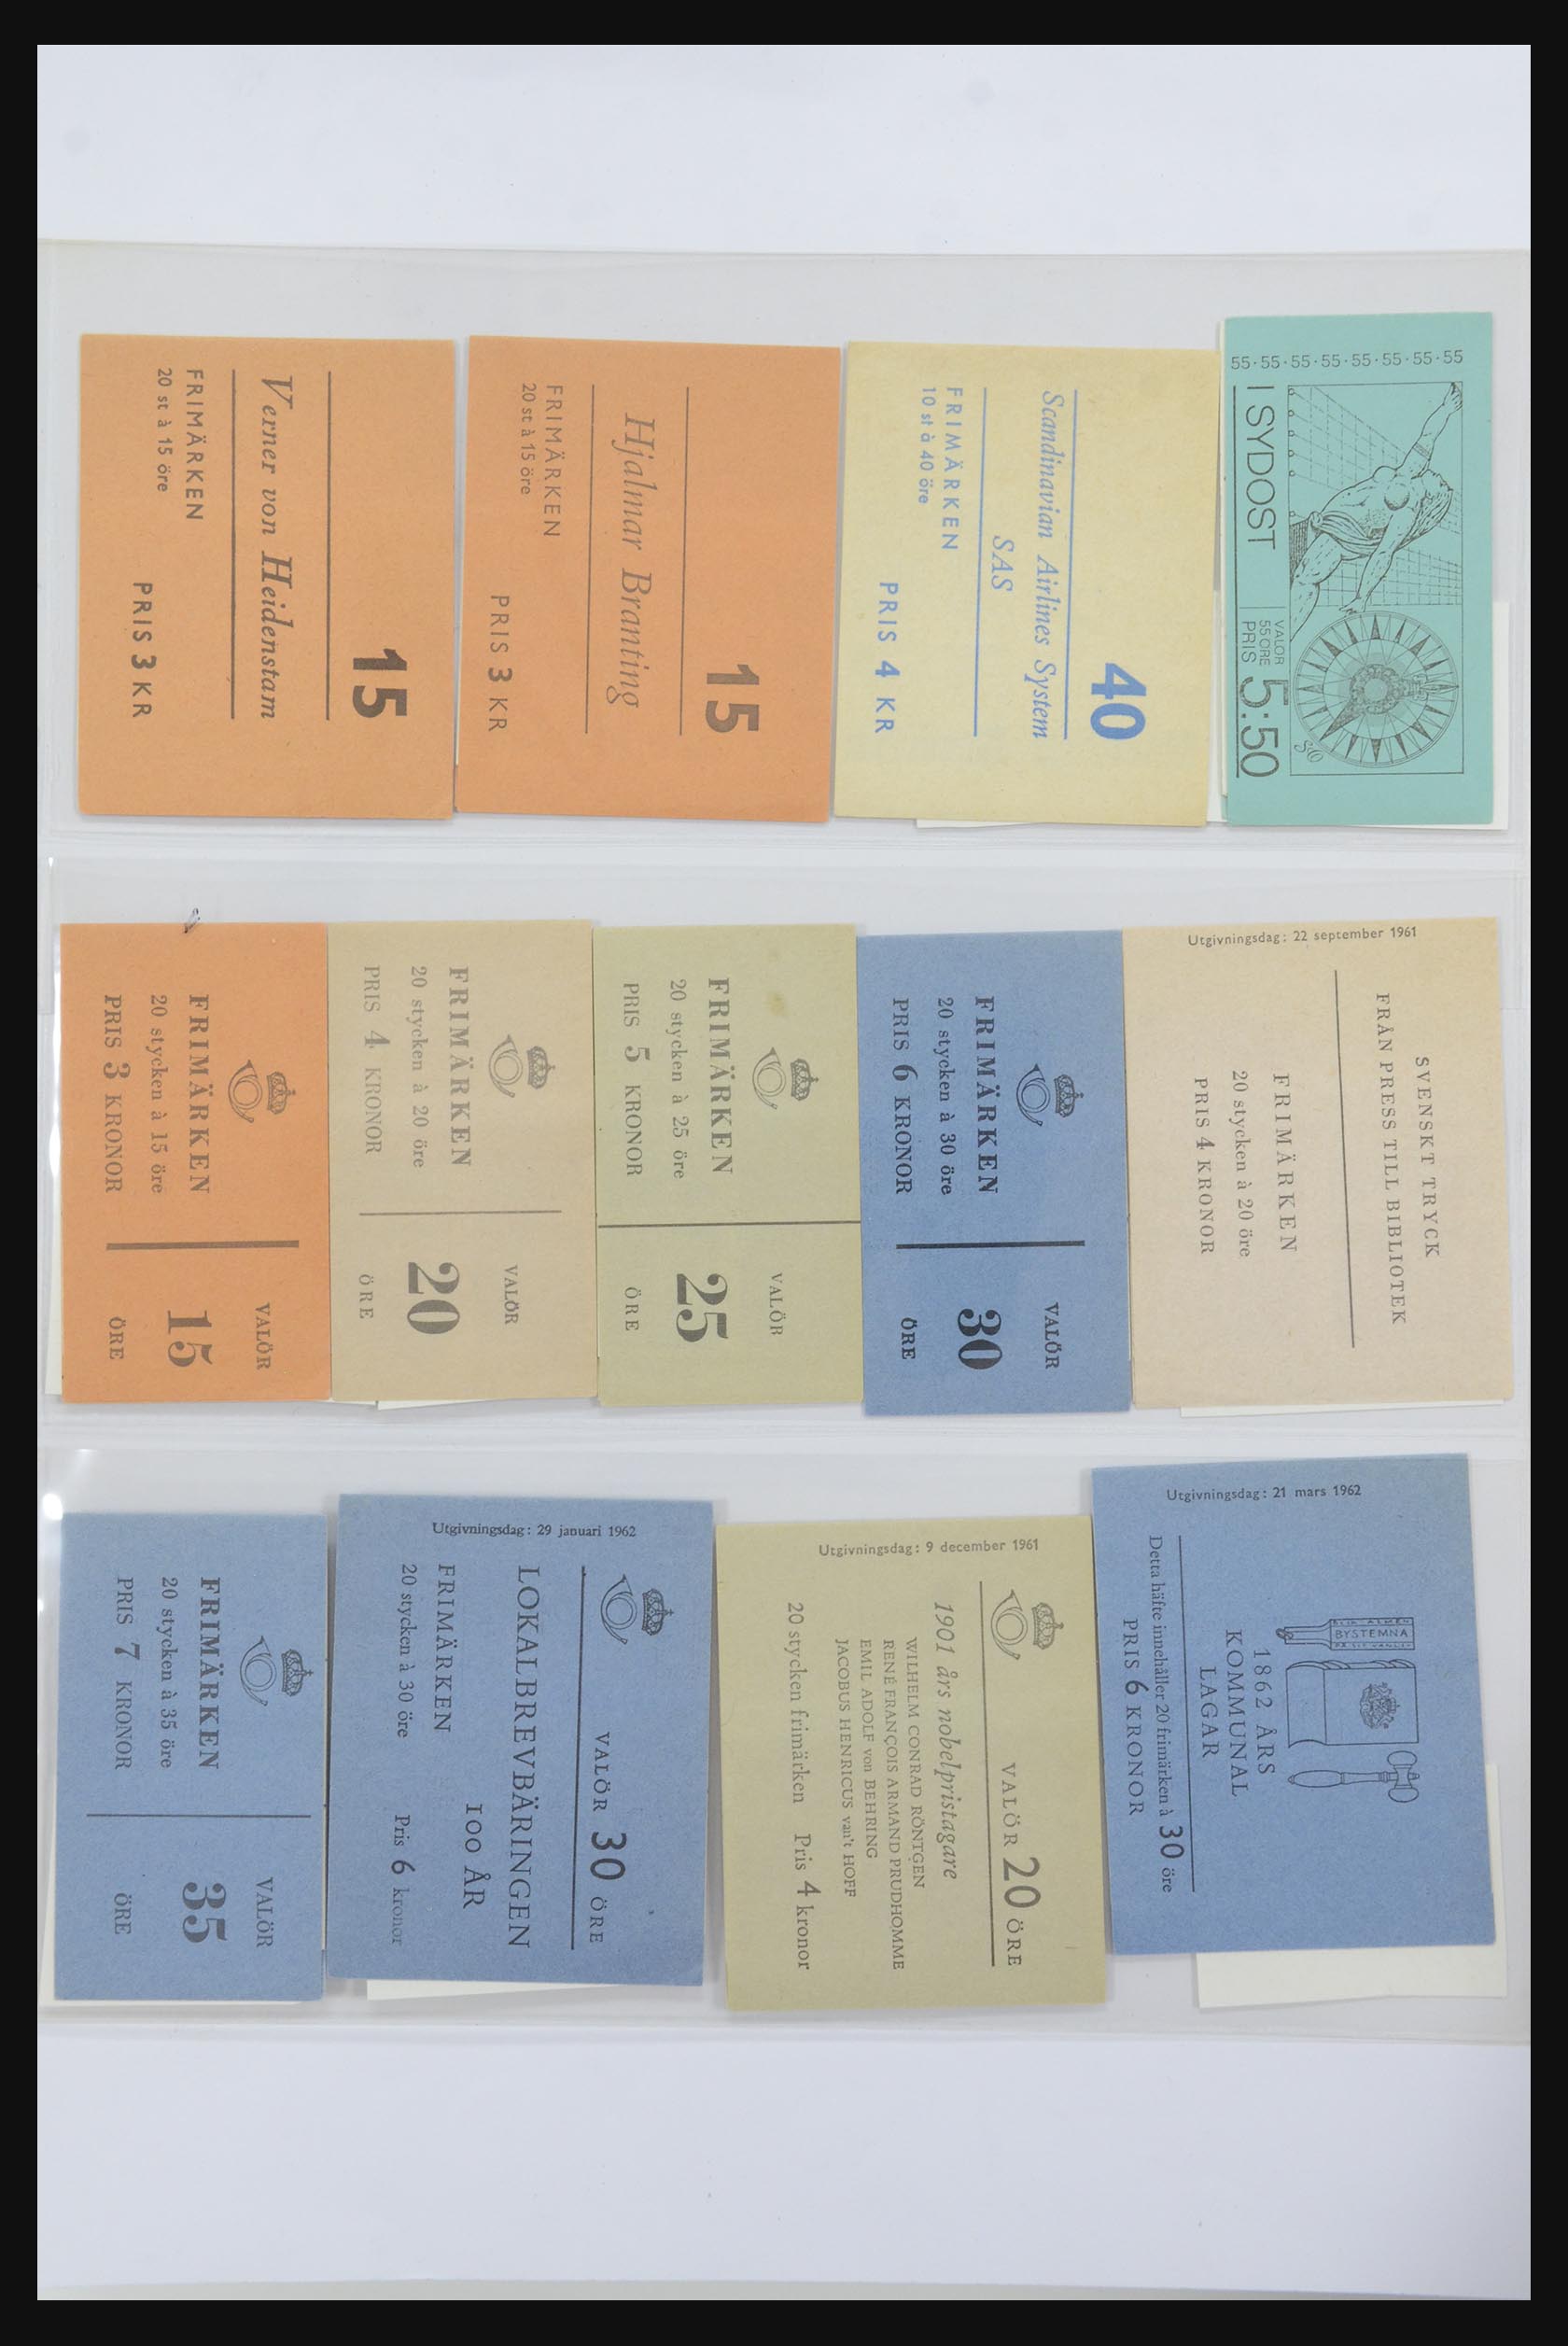 15
Verner von Heidenstam
FRIMÄRKEN
20 st à 15 öre
PRIS 3 KR
15
Hjalmar Branting
FRIMÄRKEN
20 st à 15 öre
PRIS 3 KR
40
Scandinavian Airlines System
SAS
FRIMÄRKEN
10 st à 40 öre
PRIS 4 KR
55·55·55·55·55·55·55·55
I SYDOST
VALÖR
55 ÖRE
PRIS 5:50
FRIMÄRKEN
20 stycken à 15 öre
PRIS 3 KRONOR
VALÖR
15
ÖRE
FRIMÄRKEN
20 stycken à 20 öre
PRIS 4 KRONOR
VALÖR
20
ÖRE
FRIMÄRKEN
20 stycken à 25 öre
PRIS 5 KRONOR
VALÖR
25
ÖRE
FRIMÄRKEN
20 stycken à 30 öre
PRIS 6 KRONOR
VALÖR
30
ÖRE
Utgivningsdag: 22 september 1961
SVENSKT TRYCK
FRÅN PRESS TILL BIBLIOTEK
FRIMÄRKEN
20 stycken à 20 öre
PRIS 4 KRONOR
FRIMÄRKEN
20 stycken à 35 öre
PRIS 7 KRONOR
VALÖR
35
ÖRE
Utgivningsdag: 29 januari 1962
VALÖR 30 ÖRE
LOKALBREVBÄRINGEN
100 ÅR
FRIMÄRKEN
20 stycken à 30 öre Pris 6 kronor
Utgivningsdag: 9 december 1961
VALÖR 20 ÖRE
1901 års nobelpristagare
WILHELM CONRAD RÖNTGEN
RENÉ FRANÇOIS ARMAND PRUDHOMME
EMIL ADOLF von BEHRING
JACOBUS HENRICUS van't HOFF
20 stycken frimärken Pris 4 kronor
Utgivningsdag: 21 mars 1962
BYSTEMNA
1862 ÅRS
KOMMUNAL
LAGAR
Detta häfte innehåller 20 frimärken à 30 öre
PRIS 6 KRONOR